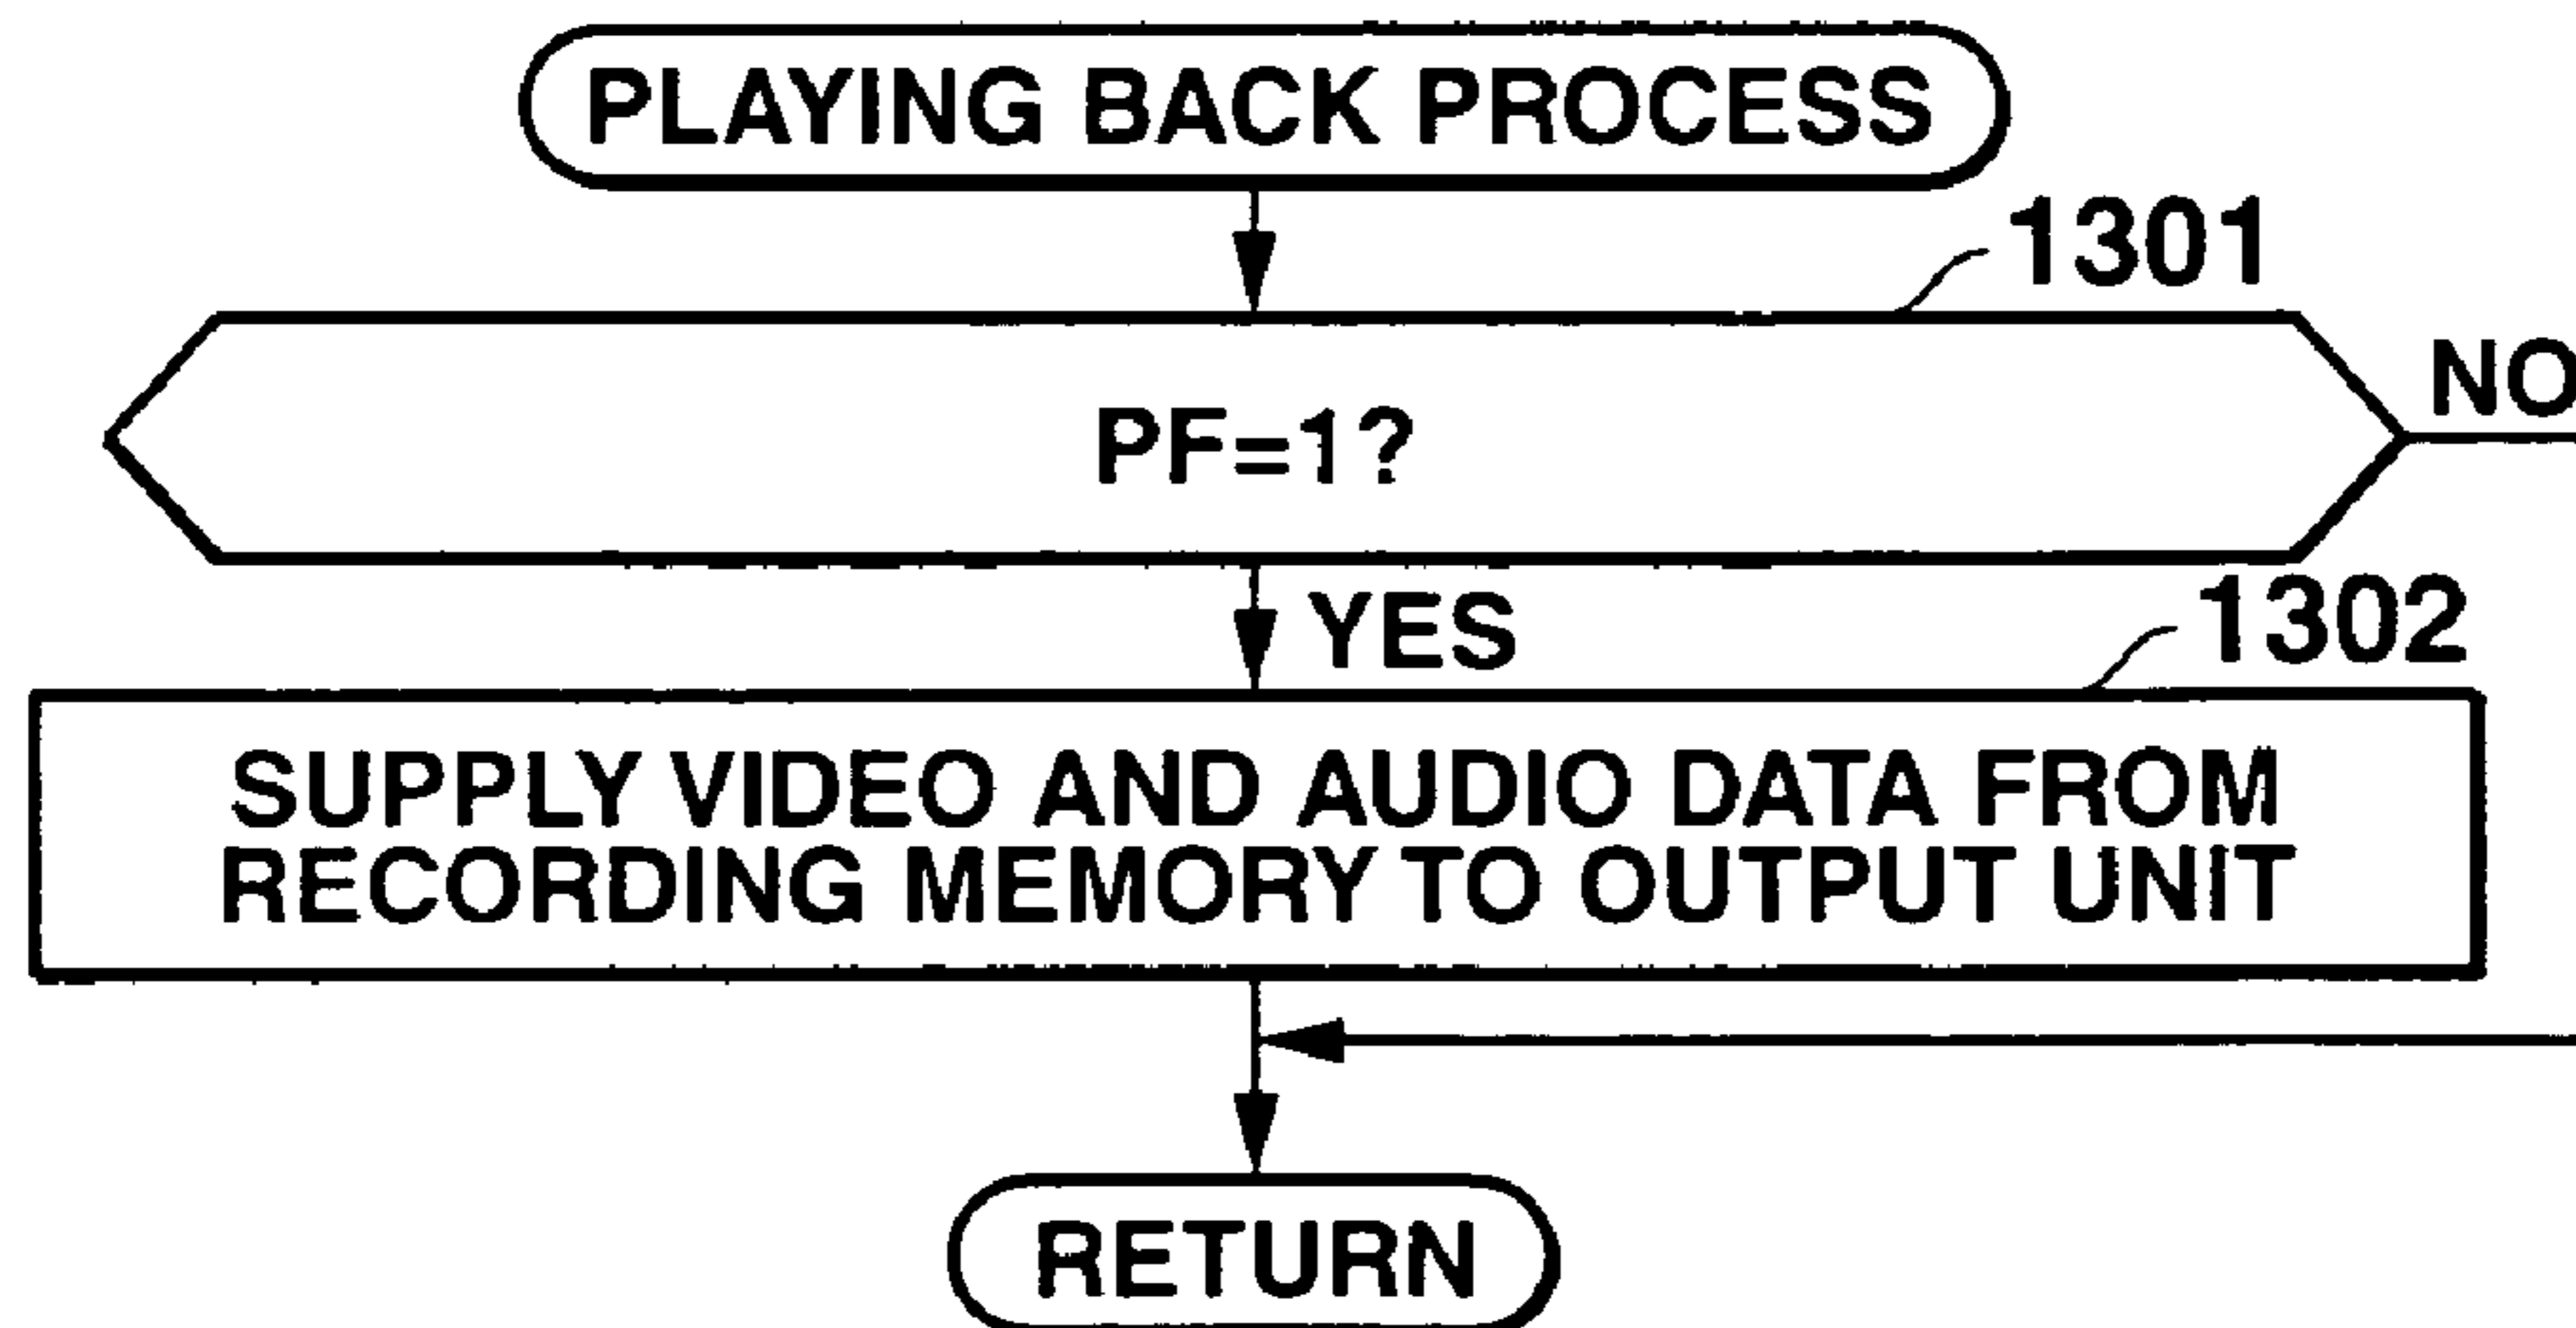 PLAYING BACK PROCESS
1301
PF=1?
NO
YES
1302
SUPPLY VIDEO AND AUDIO DATA FROM
RECORDING MEMORY TO OUTPUT UNIT
RETURN